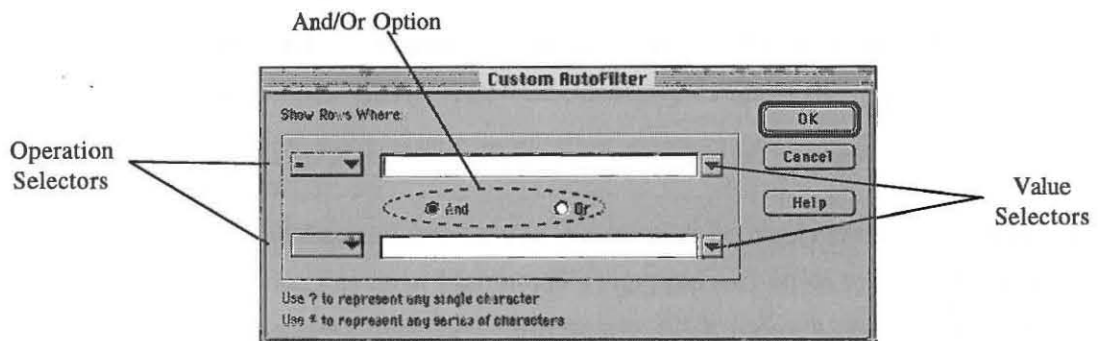 And/Or Option
Custom AutoFilter
Show Rows Where:
OK
Operation
Selectors
=
Cancel
Value
Selectors
And
Or
Help
Use ? to represent any single character
Use * to represent any series of characters